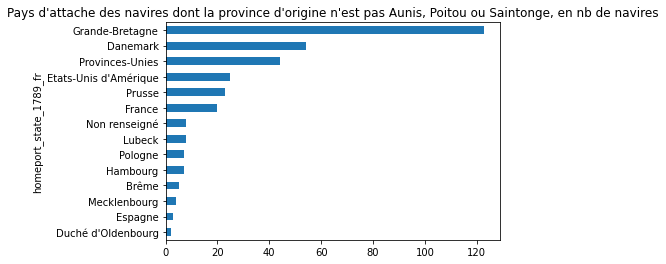 Pays d'attache des navires dont la province d'origine n'est pas Aunis, Poitou ou Saintonge, en nb de navires
homeport_state_1789_fr
Grande-Bretagne
Danemark
Provinces-Unies
Etats-Unis d'Amérique
Prusse
France
Non renseigné
Lubeck
Pologne
Hambourg
Brême
Mecklenbourg
Espagne
Duché d'Oldenbourg
0 20 40 60 80 100 120